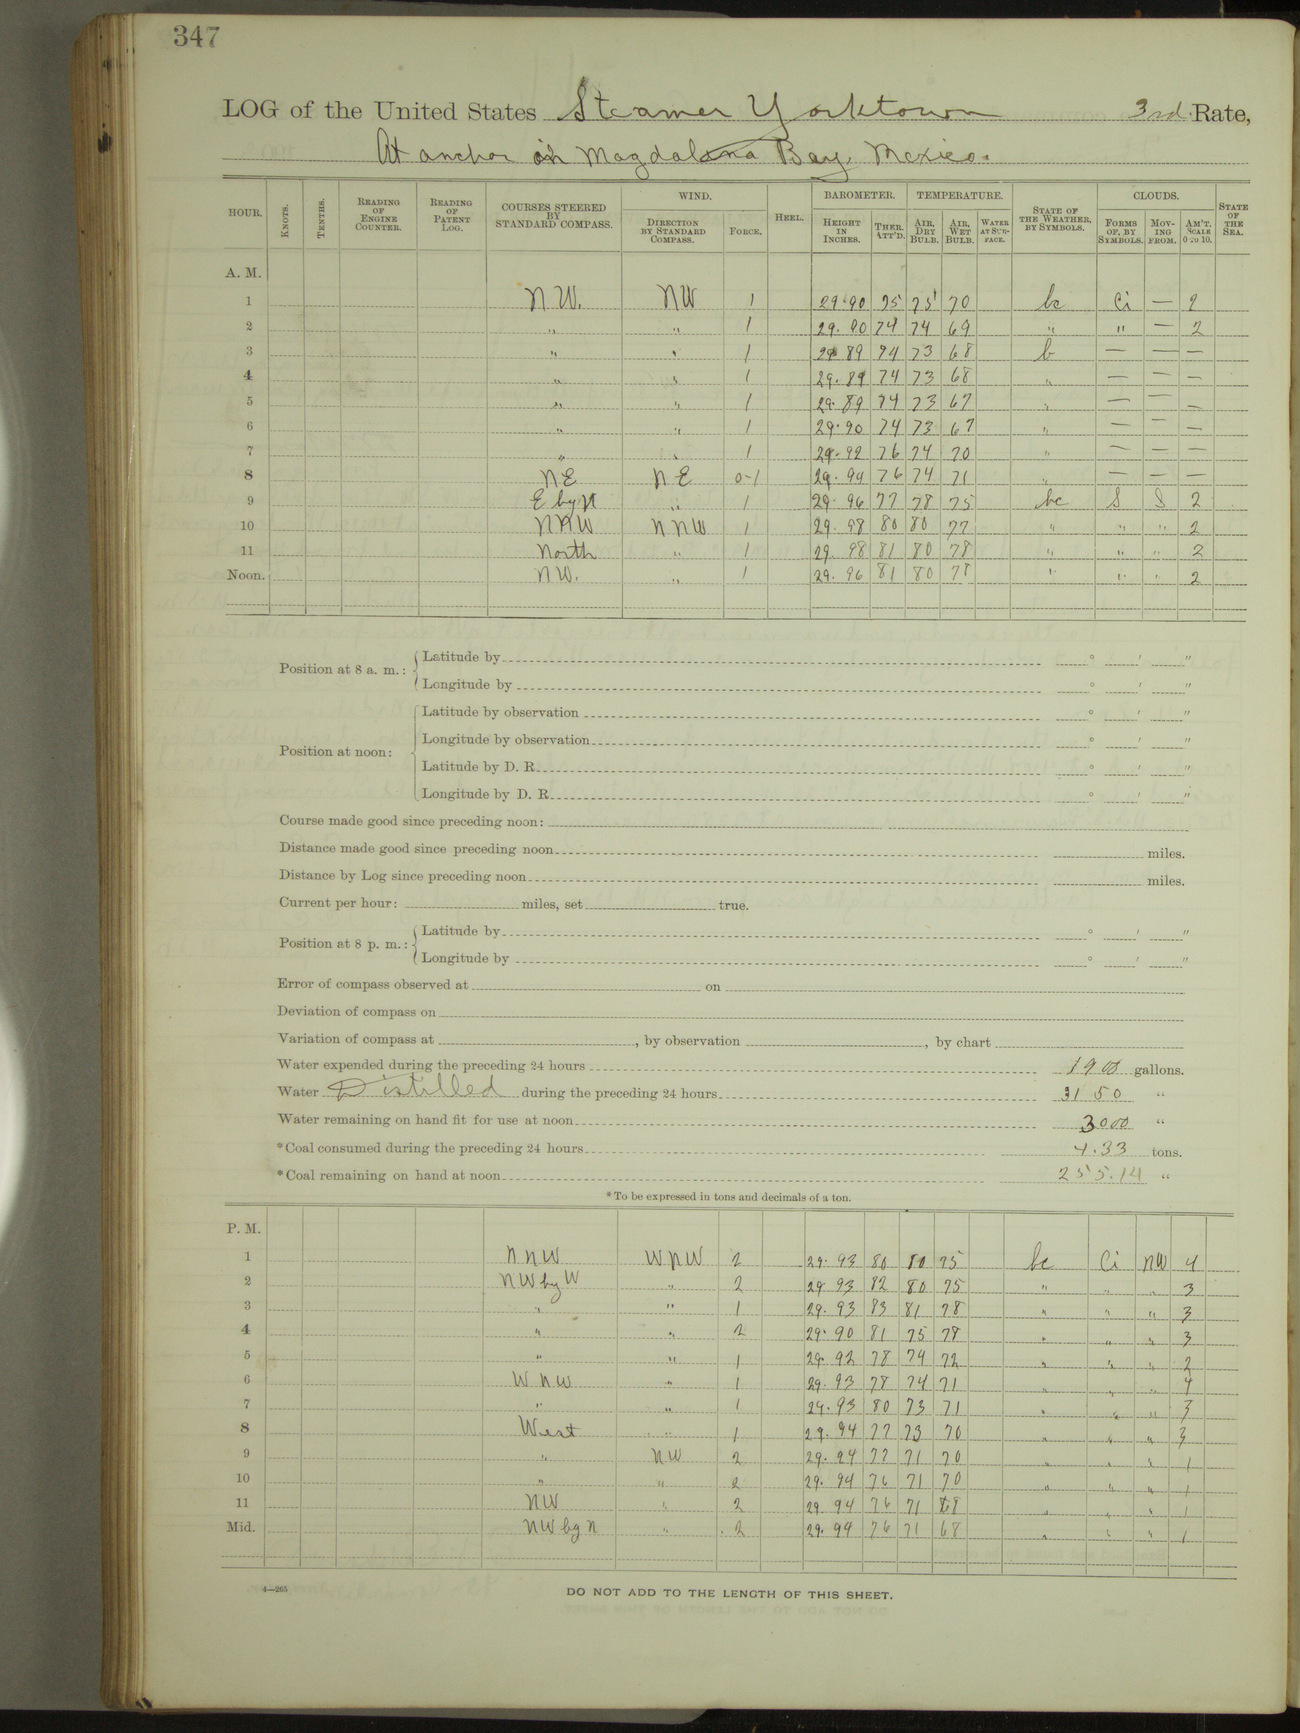 347
LOG of the United States Steamer Yorktown 3rd Rate,
At anchor in Magdalena Bay, Mexico.
HOUR. KNOTS. TENTHS. READING OF ENGINE COUNTER. READING OF PATENT LOG. COURSES STEERED BY STANDARD COMPASS. WIND. DIRECTION BY STANDARD COMPASS. FORCE. HEEL. BAROMETER. HEIGHT IN INCHES. THER. ATT'D. TEMPERATURE. AIR, DRY BULB. AIR, WET BULB. WATER AT SURFACE. STATE OF THE WEATHER, BY SYMBOLS. CLOUDS. FORMS OF, BY SYMBOLS. MOVING FROM. AM'T. SCALE 0 TO 10. STATE OF THE SEA.
A. M.
1 NW. NW 1 29.90 75 75 70 bc Ci — 2
2 " " 1 29.90 74 74 69 " " — 2
3 " " 1 29 89 74 73 68 b — — —
4 " " 1 29.89 74 73 68 " — — —
5 " " 1 29.89 74 73 67 " — — —
6 " " 1 29.90 74 73 67 " — — —
7 " " 1 29.92 76 74 70 " — — —
8 NE NE 0-1 29.94 76 74 71 " — — —
9 E by N " 1 29.96 77 78 75 bc S S 2
10 NNW NNW 1 29.98 80 80 77 " " " 2
11 North " 1 29.98 81 80 78 " " " 2
Noon. NW. " 1 29.96 81 80 78 " " " 2
Position at 8 a. m.: Latitude by ° ' "
Longitude by ° ' "
Position at noon: Latitude by observation ° ' "
Longitude by observation ° ' "
Latitude by D. R. ° ' "
Longitude by D. R. ° ' "
Course made good since preceding noon:
Distance made good since preceding noon miles.
Distance by Log since preceding noon miles.
Current per hour: miles, set true.
Position at 8 p. m.: Latitude by ° ' "
Longitude by ° ' "
Error of compass observed at on
Deviation of compass on
Variation of compass at , by observation , by chart
Water expended during the preceding 24 hours 1900 gallons.
Water Distilled during the preceding 24 hours 3150 "
Water remaining on hand fit for use at noon 3000 "
*Coal consumed during the preceding 24 hours 4.33 tons.
*Coal remaining on hand at noon 255.14 "
*To be expressed in tons and decimals of a ton.
P. M.
1 NNW WNW 2 29.93 80 80 75 bc Ci NW 4
2 NW by W " 2 29 93 82 80 75 " " " 3
3 " " 1 29.93 83 81 78 " " " 3
4 " " 2 29.90 81 75 78 " " " 3
5 " " 1 29.92 78 74 72 " " " 2
6 WNW " 1 29.93 78 74 71 " " " 4
7 " " 1 29.93 80 73 71 " " " 3
8 West " 1 29.94 77 73 70 " " " 3
9 " NW 2 29.94 77 71 70 " " " 1
10 " " 2 29.94 76 71 70 " " " 1
11 NW " 2 29 94 76 71 68 " " " 1
Mid. NW by N " 2 29.94 76 71 68 " " " 1
4—265
DO NOT ADD TO THE LENGTH OF THIS SHEET.